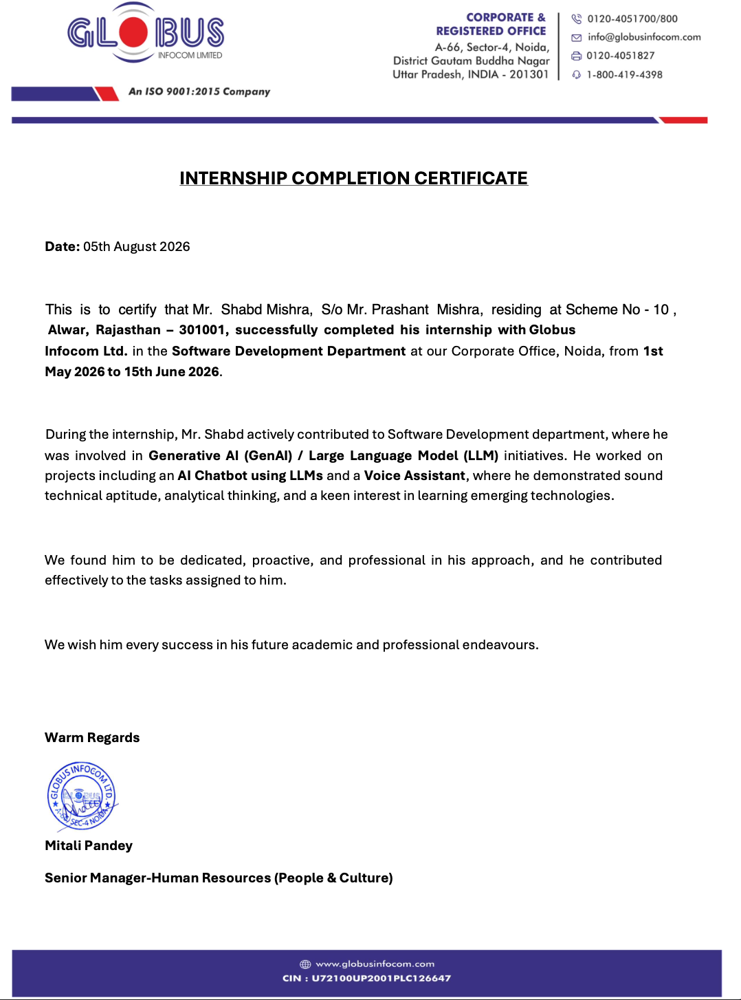 GLOBUS
INFOCOM LIMITED
An ISO 9001:2015 Company
CORPORATE &
REGISTERED OFFICE
A-66, Sector-4, Noida,
District Gautam Buddha Nagar
Uttar Pradesh, INDIA - 201301
0120-4051700/800
info@globusinfocom.com
0120-4051827
1-800-419-4398
INTERNSHIP COMPLETION CERTIFICATE
Date: 05th August 2026
This is to certify that Mr. Shabd Mishra, S/o Mr. Prashant Mishra, residing at Scheme No - 10 ,
Alwar, Rajasthan – 301001, successfully completed his internship with Globus
Infocom Ltd. in the Software Development Department at our Corporate Office, Noida, from 1st
May 2026 to 15th June 2026.
During the internship, Mr. Shabd actively contributed to Software Development department, where he
was involved in Generative AI (GenAI) / Large Language Model (LLM) initiatives. He worked on
projects including an AI Chatbot using LLMs and a Voice Assistant, where he demonstrated sound
technical aptitude, analytical thinking, and a keen interest in learning emerging technologies.
We found him to be dedicated, proactive, and professional in his approach, and he contributed
effectively to the tasks assigned to him.
We wish him every success in his future academic and professional endeavours.
Warm Regards
GLOBUS INFOCOM LTD.
GLOBUS
A-66, SEC-4 NOIDA
Mitali Pandey
Senior Manager-Human Resources (People & Culture)
www.globusinfocom.com
CIN : U72100UP2001PLC126647